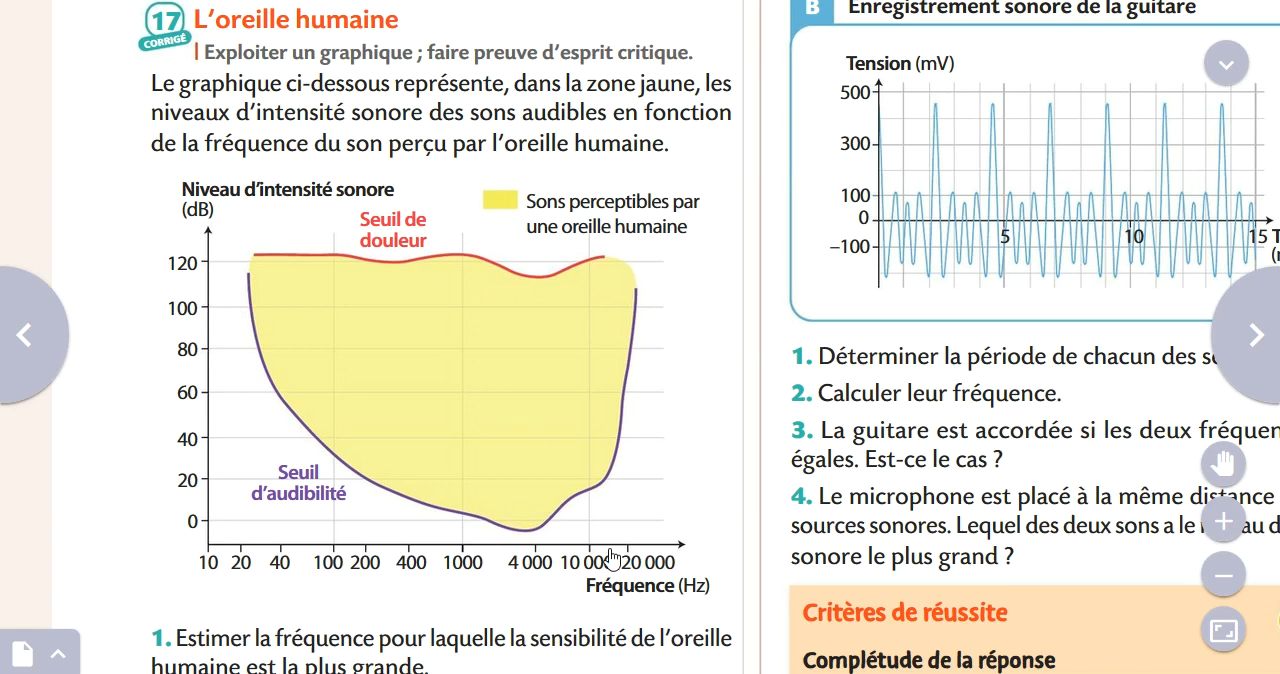 17
CORRIGÉ
L'oreille humaine
Exploiter un graphique ; faire preuve d'esprit critique.
Le graphique ci-dessous représente, dans la zone jaune, les
niveaux d'intensité sonore des sons audibles en fonction
de la fréquence du son perçu par l'oreille humaine.
Niveau d'intensité sonore
(dB)
Sons perceptibles par
une oreille humaine
Seuil de
douleur
120
100
80
60
40
20
0
Seuil
d'audibilité
10 20 40 100 200 400 1000 4 000 10 000 20 000
Fréquence (Hz)
1. Estimer la fréquence pour laquelle la sensibilité de l'oreille
humaine est la plus grande.
B Enregistrement sonore de la guitare
Tension (mV)
500
300
100
0
−100
5 10 15
1. Déterminer la période de chacun des
2. Calculer leur fréquence.
3. La guitare est accordée si les deux fréquen
égales. Est-ce le cas ?
4. Le microphone est placé à la même distance
sources sonores. Lequel des deux sons a le
sonore le plus grand ?
Critères de réussite
Complétude de la réponse